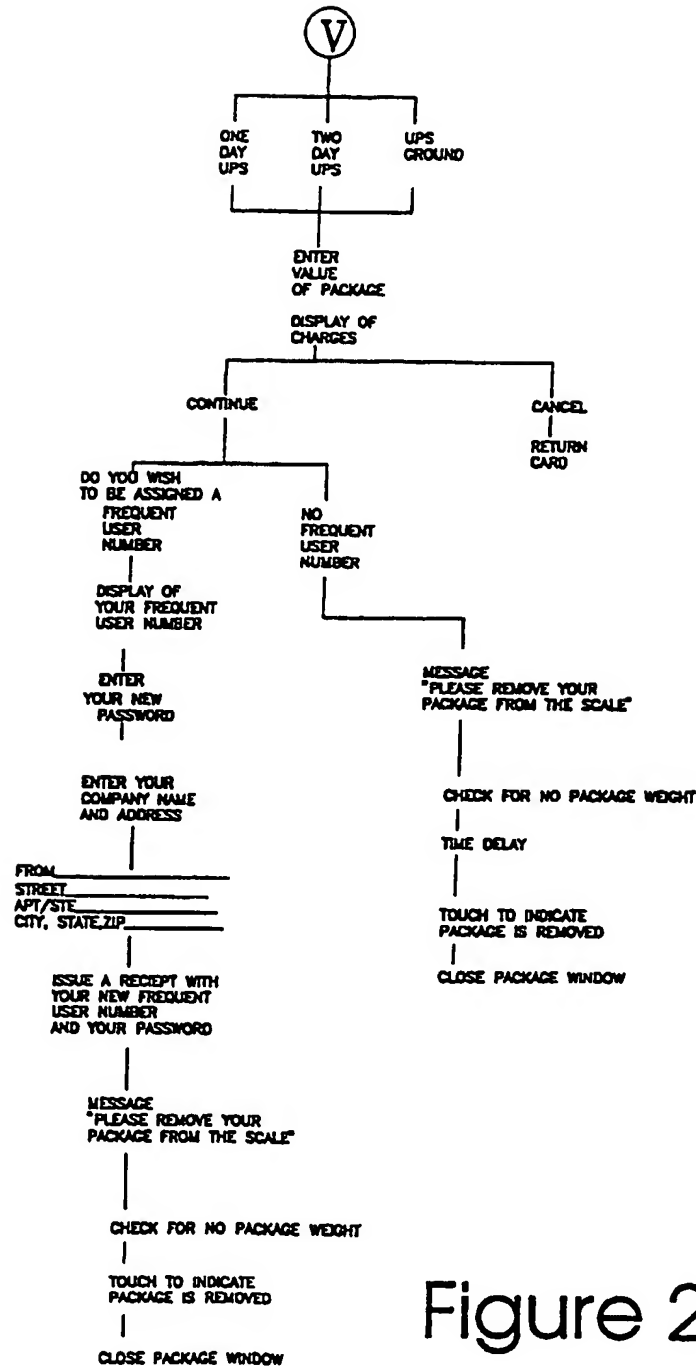 V
ONE
DAY
UPS
TWO
DAY
UPS
UPS
GROUND
ENTER
VALUE
OF PACKAGE
DISPLAY OF
CHARGES
CONTINUE
CANCEL
RETURN
CARD
DO YOU WISH
TO BE ASSIGNED A
FREQUENT
USER
NUMBER
NO
FREQUENT
USER
NUMBER
DISPLAY OF
YOUR FREQUENT
USER NUMBER
ENTER
YOUR NEW
PASSWORD
ENTER YOUR
COMPANY NAME
AND ADDRESS
FROM
STREET
APT/STE
CITY, STATE,ZIP
ISSUE A RECIEPT WITH
YOUR NEW FREQUENT
USER NUMBER
AND YOUR PASSWORD
MESSAGE
"PLEASE REMOVE YOUR
PACKAGE FROM THE SCALE"
CHECK FOR NO PACKAGE WEIGHT
TOUCH TO INDICATE
PACKAGE IS REMOVED
CLOSE PACKAGE WINDOW
MESSAGE
"PLEASE REMOVE YOUR
PACKAGE FROM THE SCALE"
CHECK FOR NO PACKAGE WEIGHT
TIME DELAY
TOUCH TO INDICATE
PACKAGE IS REMOVED
CLOSE PACKAGE WINDOW
Figure 2